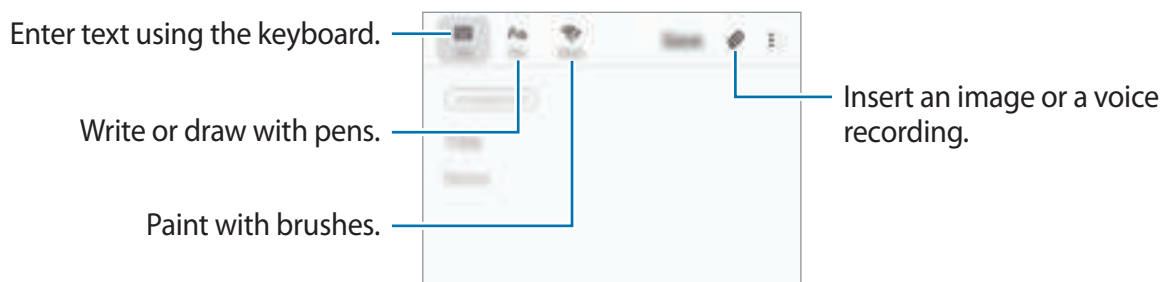 Enter text using the keyboard.
Write or draw with pens.
Paint with brushes.
Insert an image or a voice
recording.